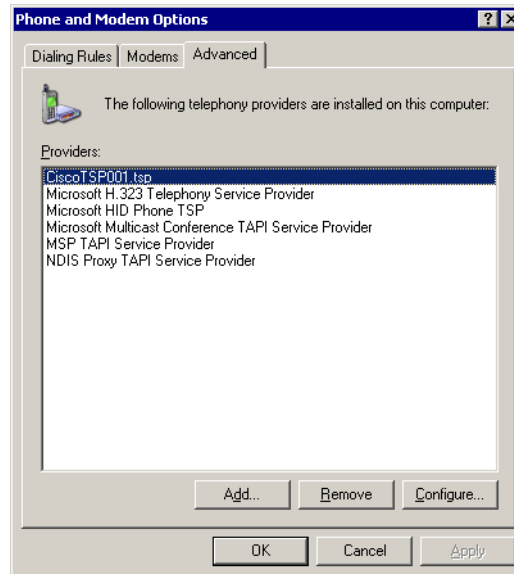 Phone and Modem Options
Dialing Rules
Modems
Advanced
The following telephony providers are installed on this computer:
Providers:
CiscoTSP001.tsp
Microsoft H.323 Telephony Service Provider
Microsoft HID Phone TSP
Microsoft Multicast Conference TAPI Service Provider
MSP TAPI Service Provider
NDIS Proxy TAPI Service Provider
Add...
Remove
Configure...
OK
Cancel
Apply